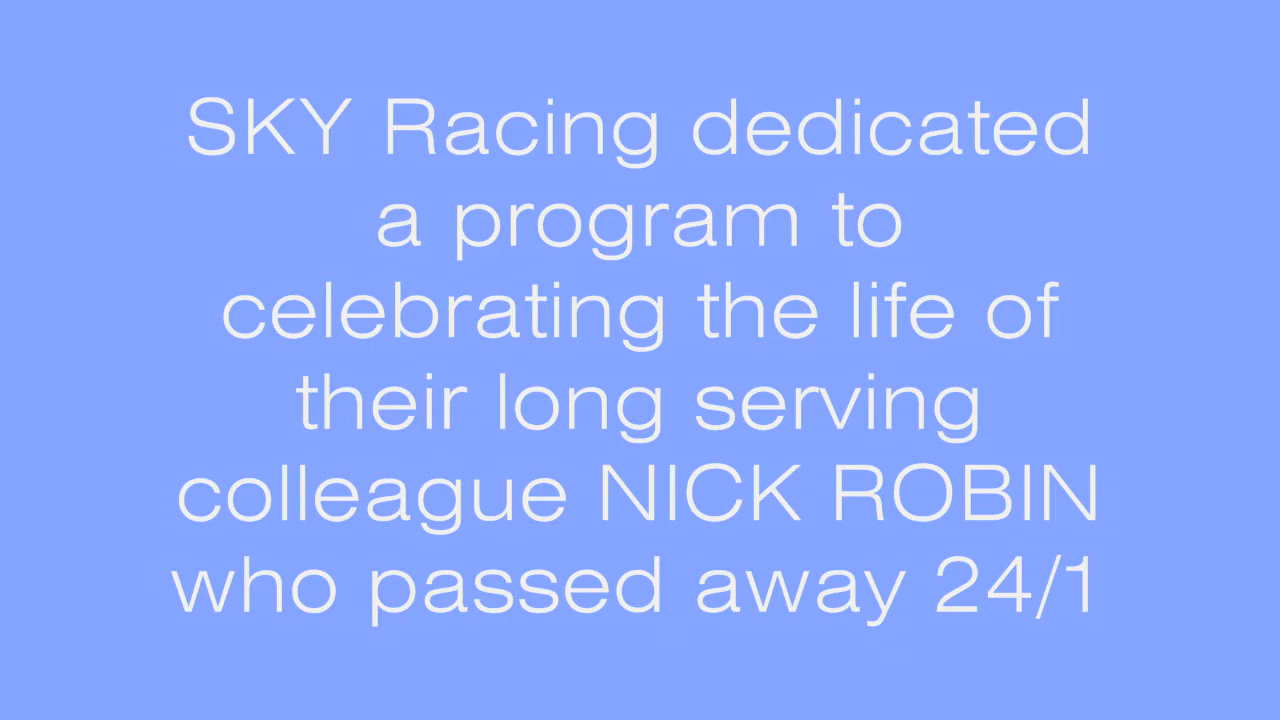 SKY Racing dedicated
a program to
celebrating the life of
their long serving
colleague NICK ROBIN
who passed away 24/1